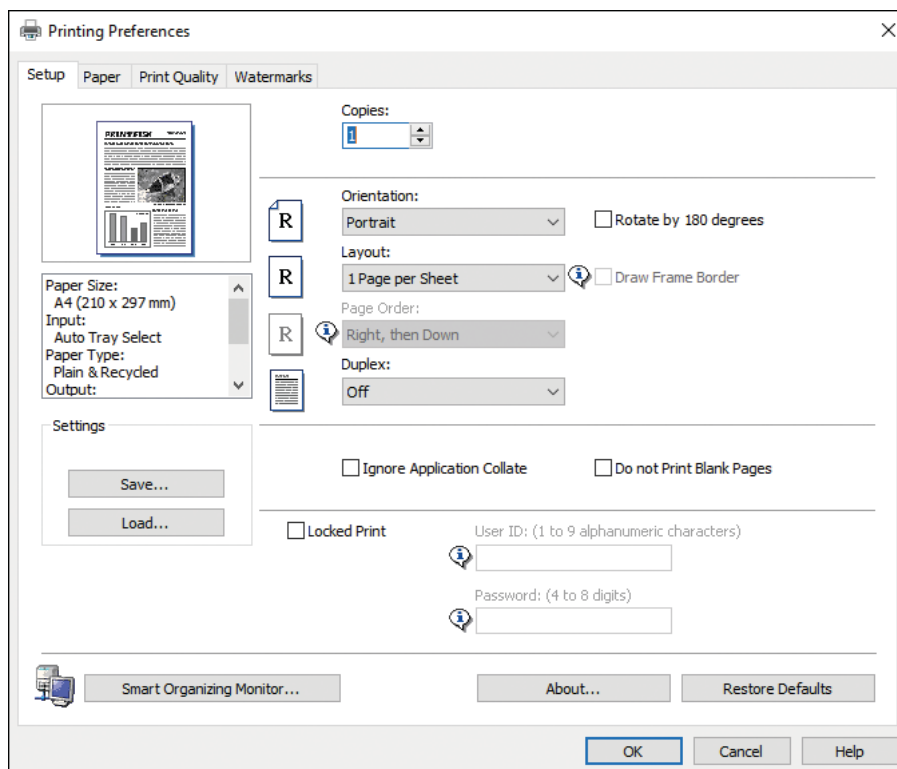 Printing Preferences
Setup
Paper
Print Quality
Watermarks
Copies:
1
Orientation:
R
Portrait
Rotate by 180 degrees
Layout:
R
1 Page per Sheet
Draw Frame Border
Page Order:
R
Right, then Down
Duplex:
Off
Paper Size:
A4 (210 x 297 mm)
Input:
Auto Tray Select
Paper Type:
Plain & Recycled
Output:
Settings
Save...
Load...
Ignore Application Collate
Do not Print Blank Pages
Locked Print
User ID: (1 to 9 alphanumeric characters)
Password: (4 to 8 digits)
Smart Organizing Monitor...
About...
Restore Defaults
OK
Cancel
Help